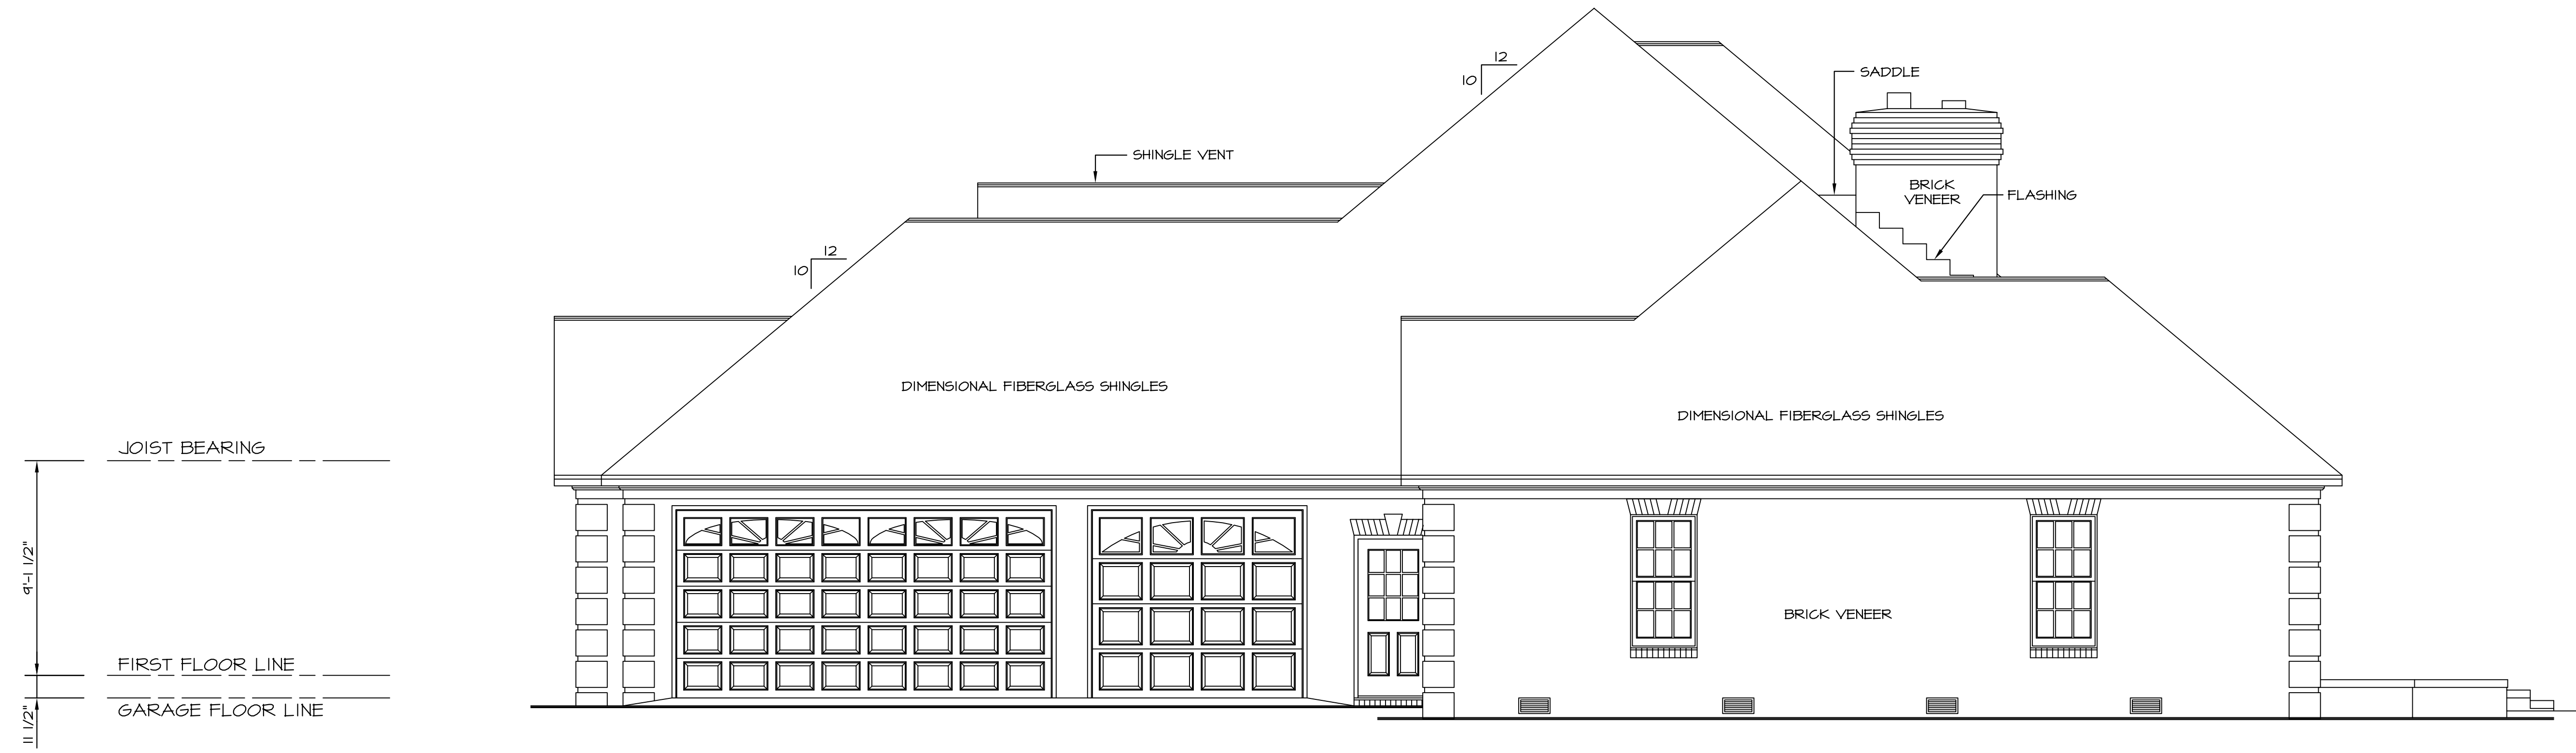 12
10
SADDLE
SHINGLE VENT
BRICK
VENEER
FLASHING
12
10
DIMENSIONAL FIBERGLASS SHINGLES
DIMENSIONAL FIBERGLASS SHINGLES
JOIST BEARING
9'-1 1/2"
BRICK VENEER
FIRST FLOOR LINE
GARAGE FLOOR LINE
11 1/2"